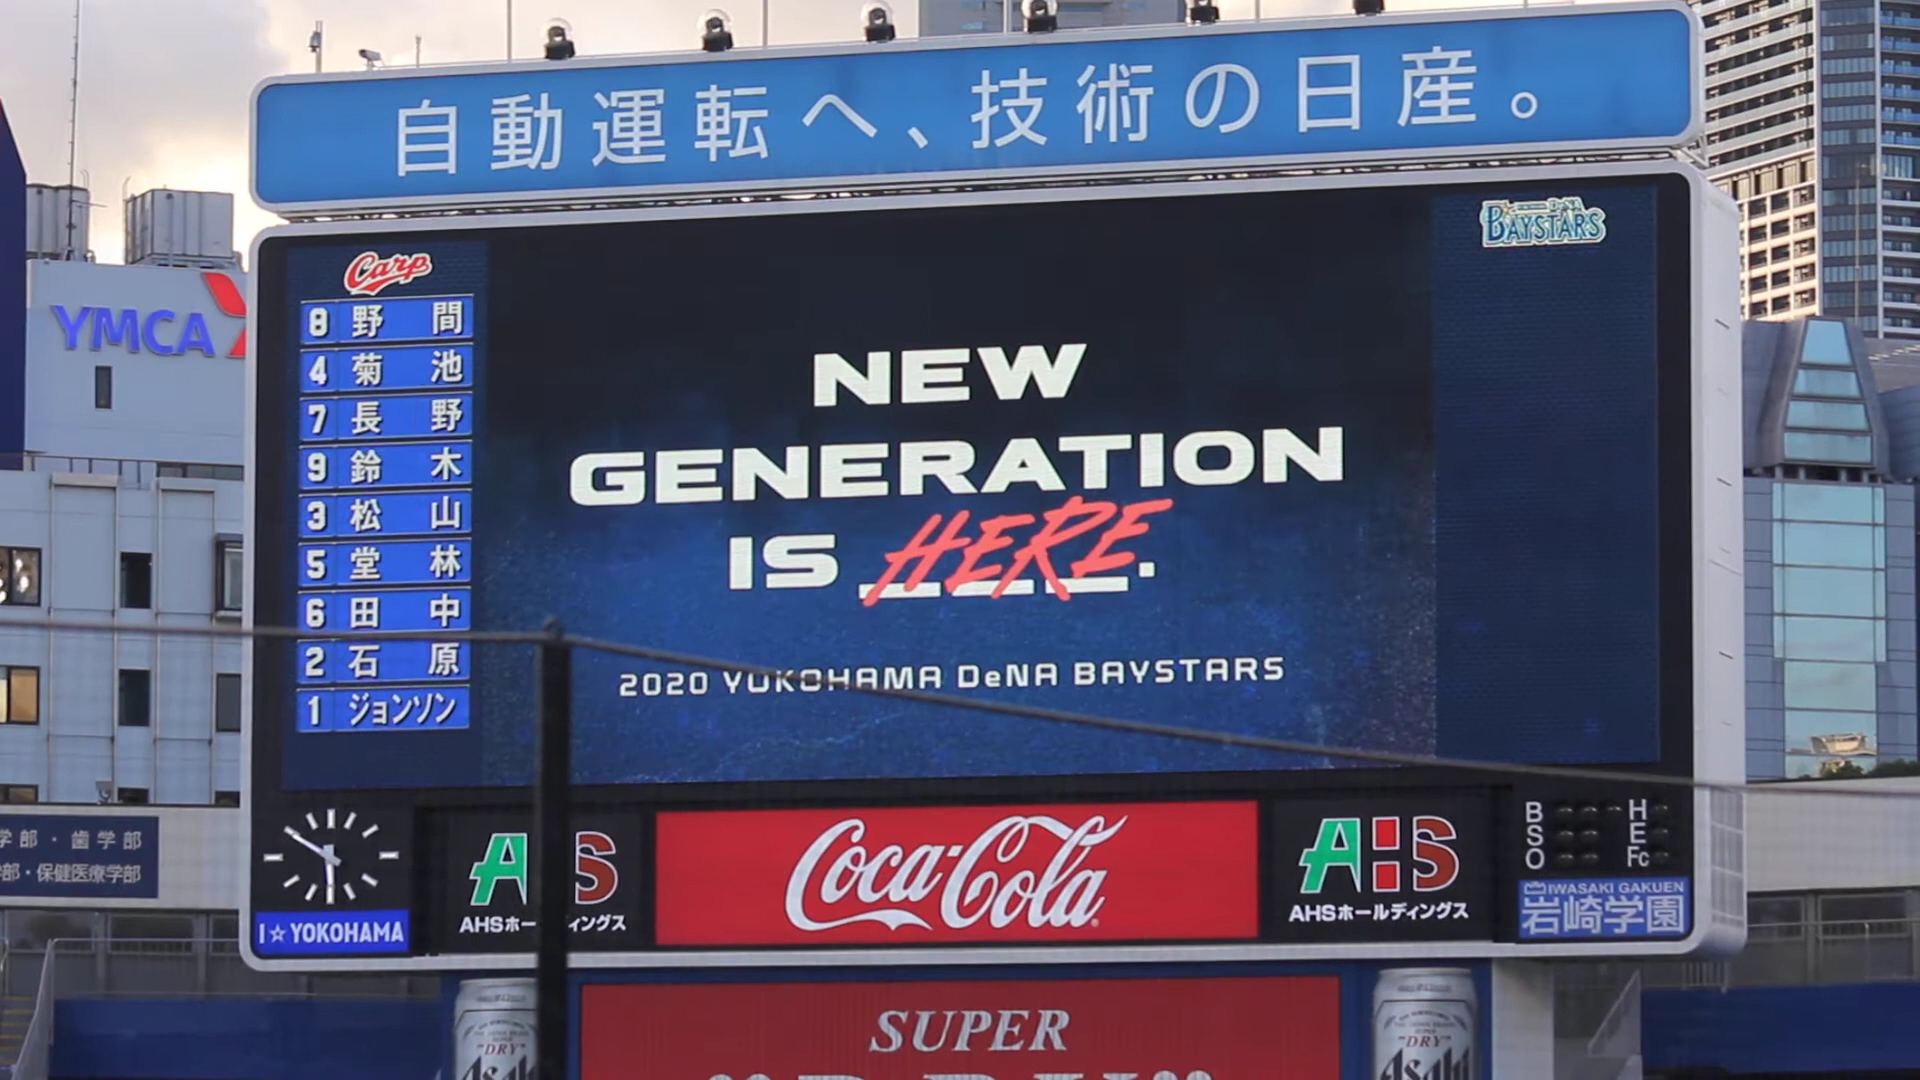 自動運転へ、技術の日産。
Carp
8 野間
4 菊池
7 長野
9 鈴木
3 松山
5 堂林
6 田中
2 石原
1 ジョンソン
NEW
GENERATION
IS HERE.
2020 YOKOHAMA DeNA BAYSTARS
DeNA
BAYSTARS
YMCA
学部・歯学部
部・保健医療学部
I☆YOKOHAMA
AHS
AHSホールディングス
Coca-Cola
AHS
AHSホールディングス
B H
S E
O Fc
IWASAKI GAKUEN
岩崎学園
SUPER
"DRY"
Asahi
"DRY"
Asahi